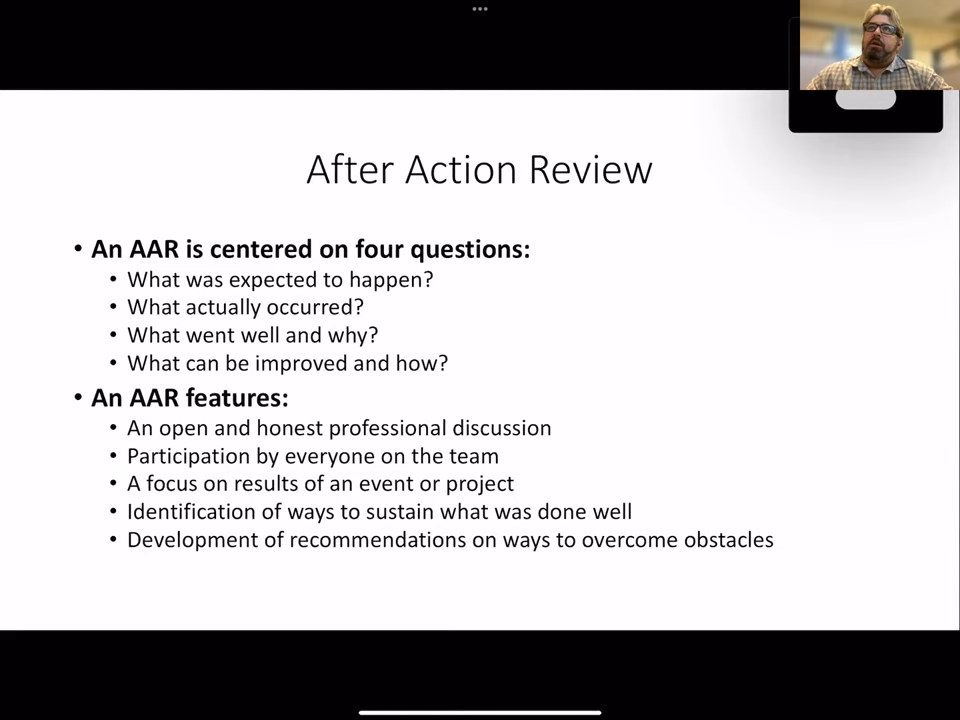 After Action Review
• An AAR is centered on four questions:
• What was expected to happen?
• What actually occurred?
• What went well and why?
• What can be improved and how?
• An AAR features:
• An open and honest professional discussion
• Participation by everyone on the team
• A focus on results of an event or project
• Identification of ways to sustain what was done well
• Development of recommendations on ways to overcome obstacles